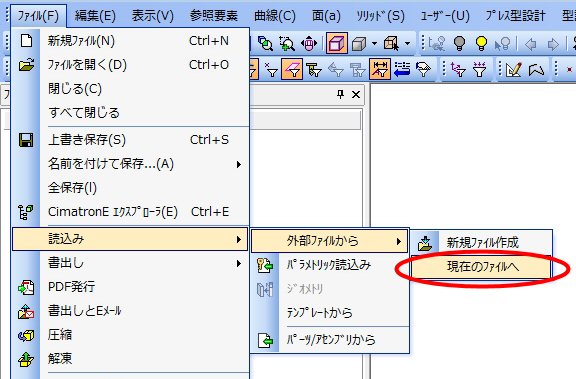 ファイル(F) 編集(E) 表示(V) 参照要素 曲線(C) 面(a) ソリッド(S) ユーザー(U) プレス型設計
新規ファイル(N) Ctrl+N
ファイルを開く(D) Ctrl+O
閉じる(C)
すべて閉じる
上書き保存(S) Ctrl+S
名前を付けて保存...(A)
全保存(l)
CimatronE エクスプローラ(E) Ctrl+E
読込み
外部ファイルから
新規ファイル作成
書出し
パラメトリック読込み
現在のファイルへ
PDF発行
ジオメトリ
書出しとEメール
テンプレートから
圧縮
パーツ/アセンブリから
解凍